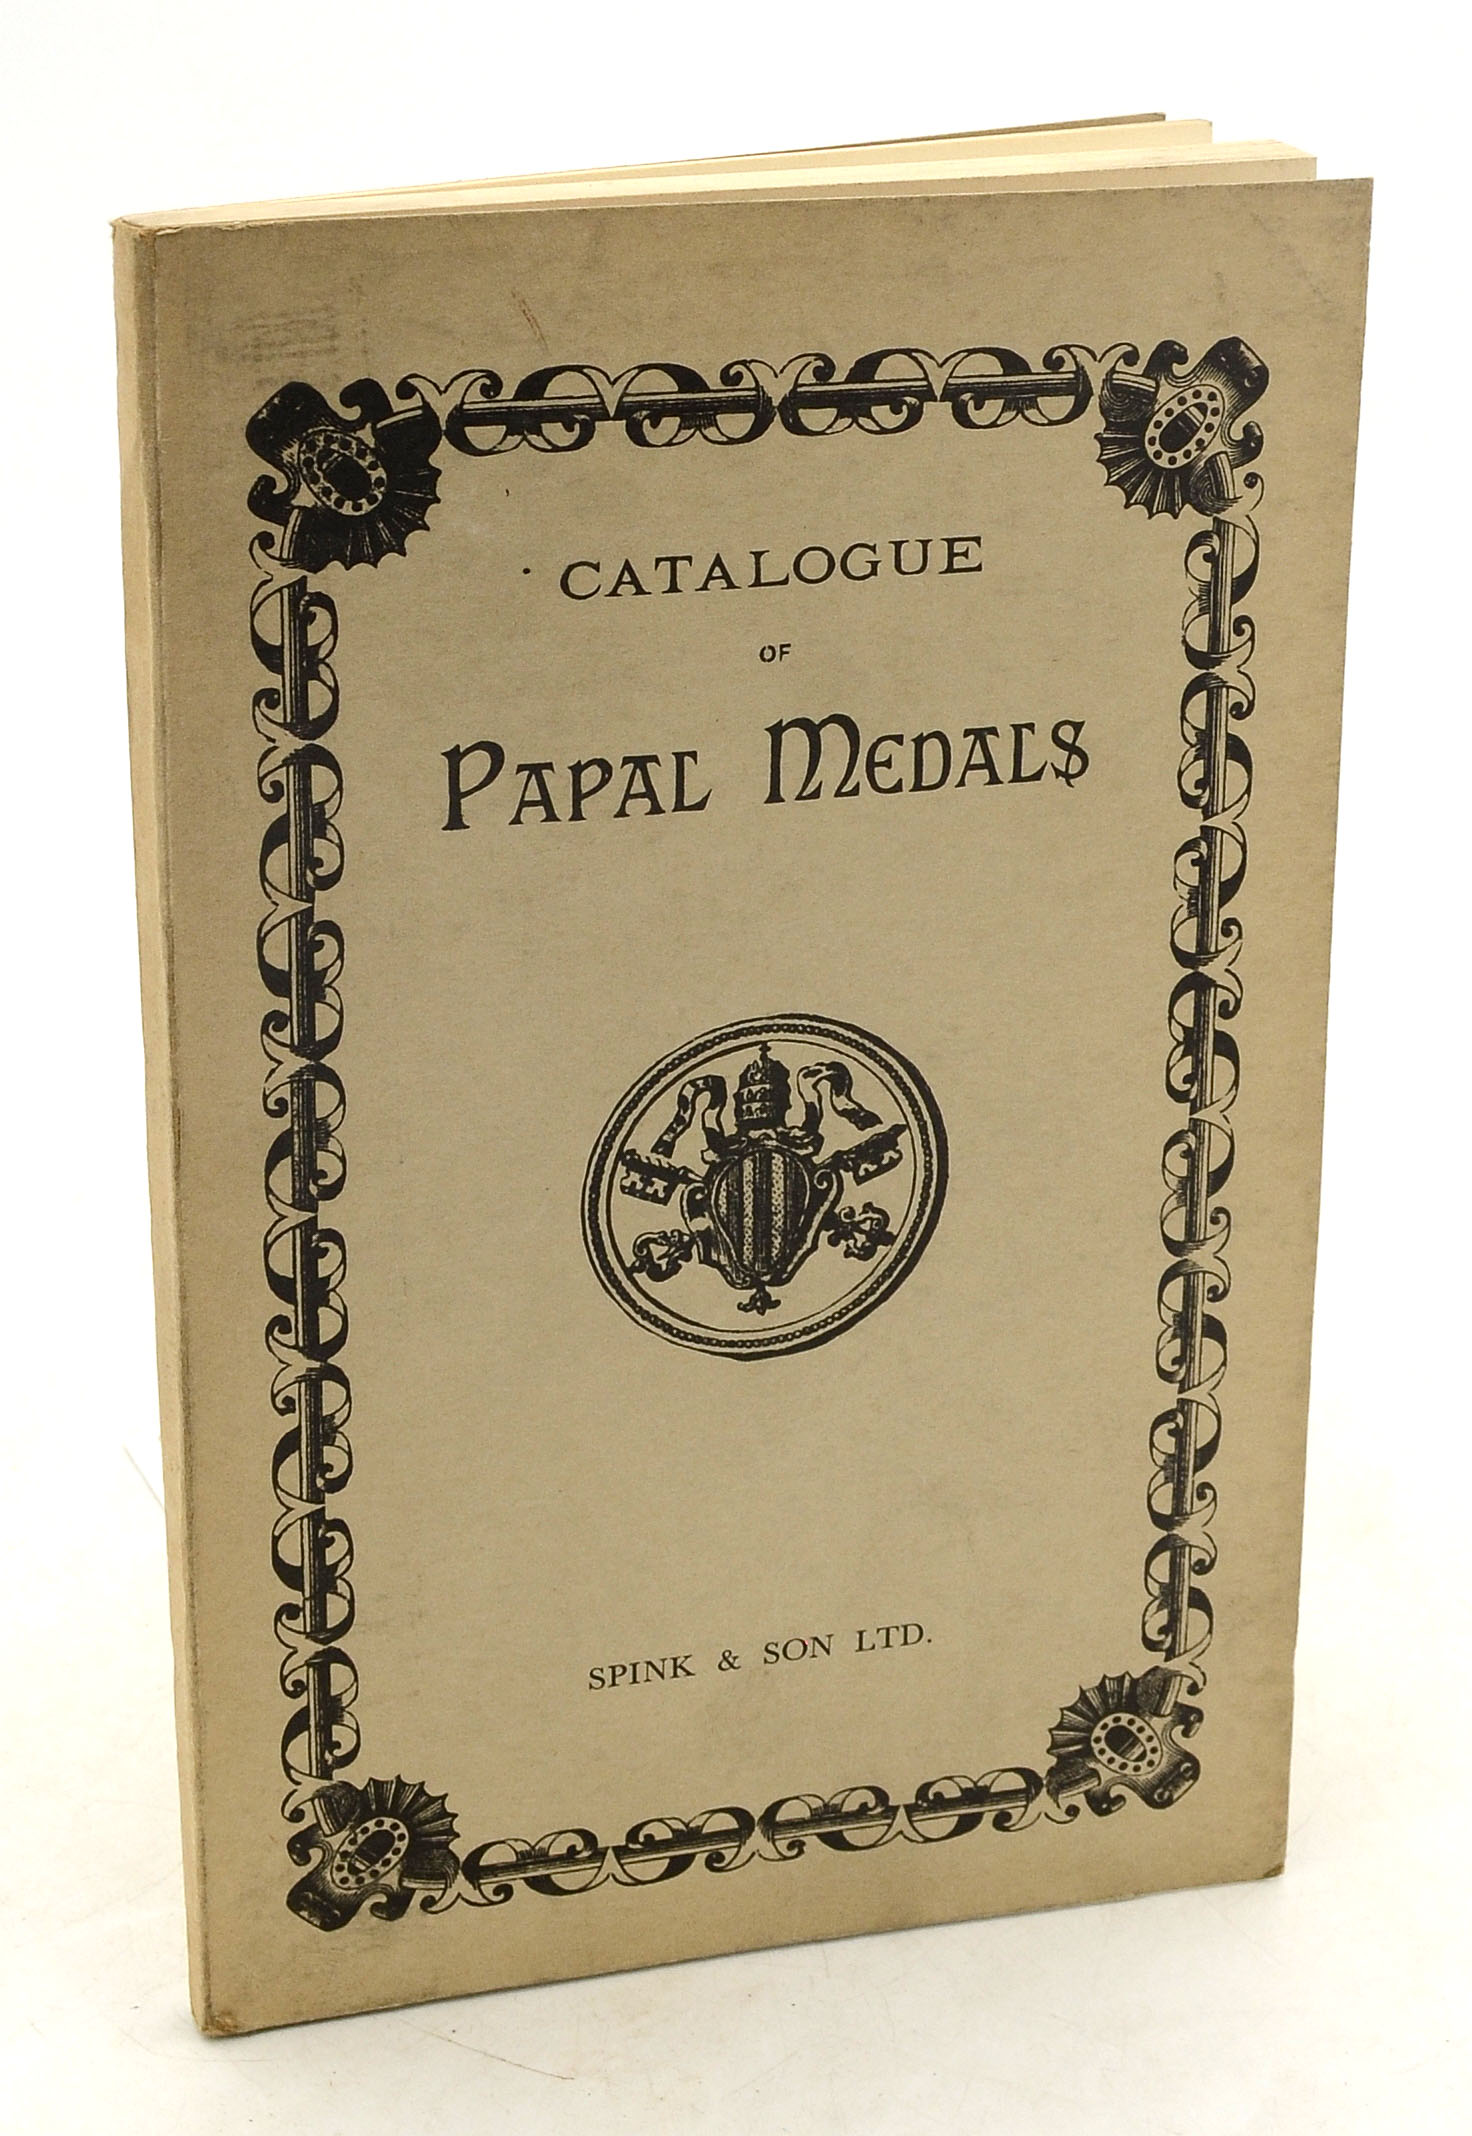 CATALOGUE
OF
PAPAL MEDALS
SPINK & SON LTD.